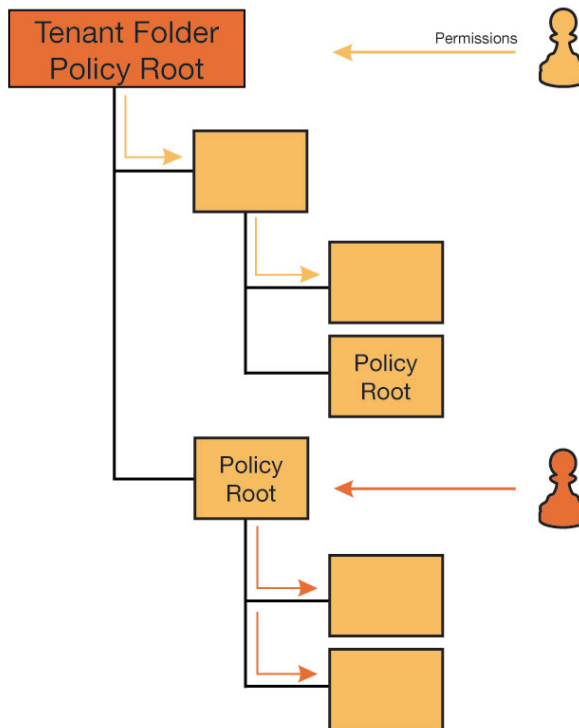 Tenant Folder
Policy Root
Permissions
Policy
Root
Policy
Root